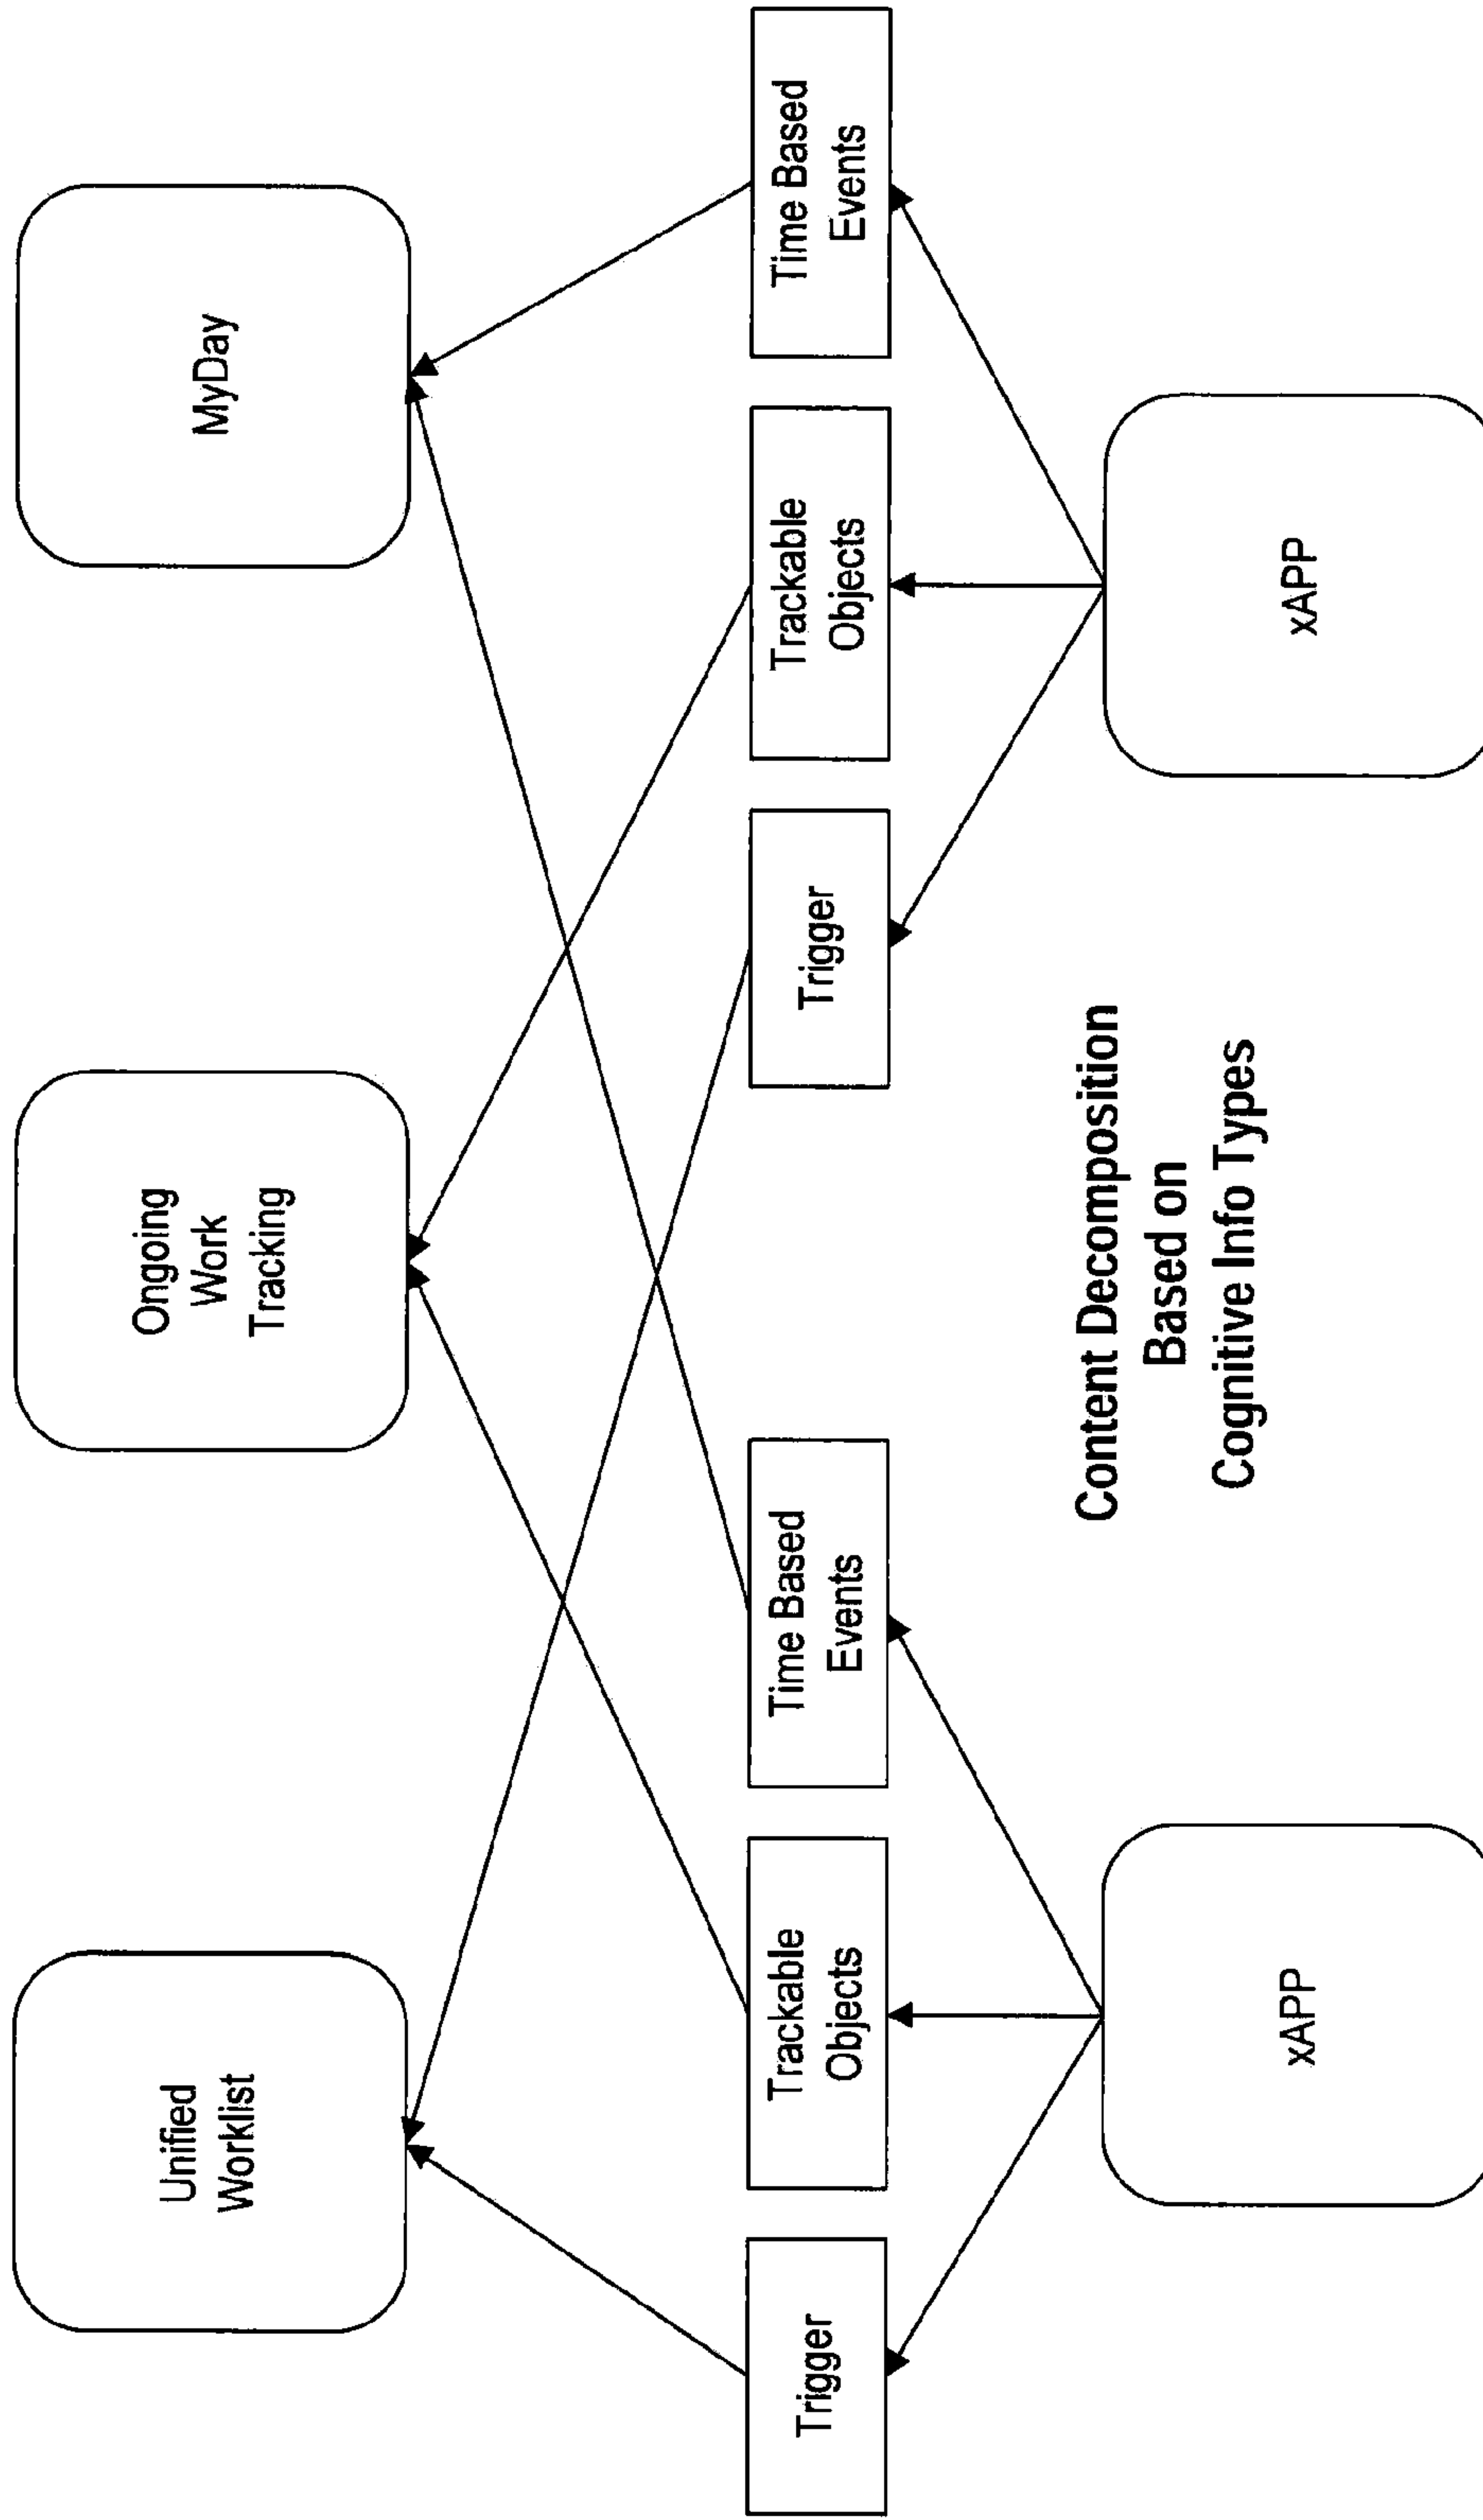 Unified
Worklist
Ongoing
Work
Tracking
MyDay
Trigger
Trackable
Objects
Time Based
Events
Trigger
Trackable
Objects
Time Based
Events
xAPP
Content Decomposition
Based on
Cognitive Info Types
xAPP